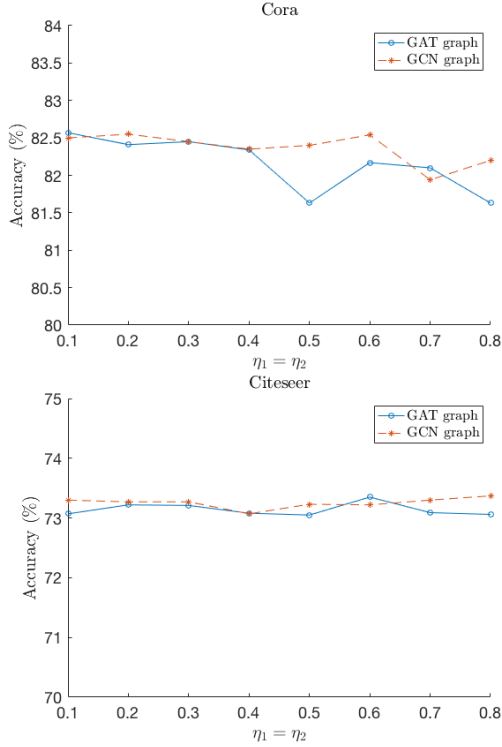 Cora
84
83.5
83
82.5
82
81.5
81
80.5
80
Accuracy (%)
GAT graph
GCN graph
0.1 0.2 0.3 0.4 0.5 0.6 0.7 0.8
η₁ = η₂
Citeseer
75
74
73
72
71
70
Accuracy (%)
GAT graph
GCN graph
0.1 0.2 0.3 0.4 0.5 0.6 0.7 0.8
η₁ = η₂